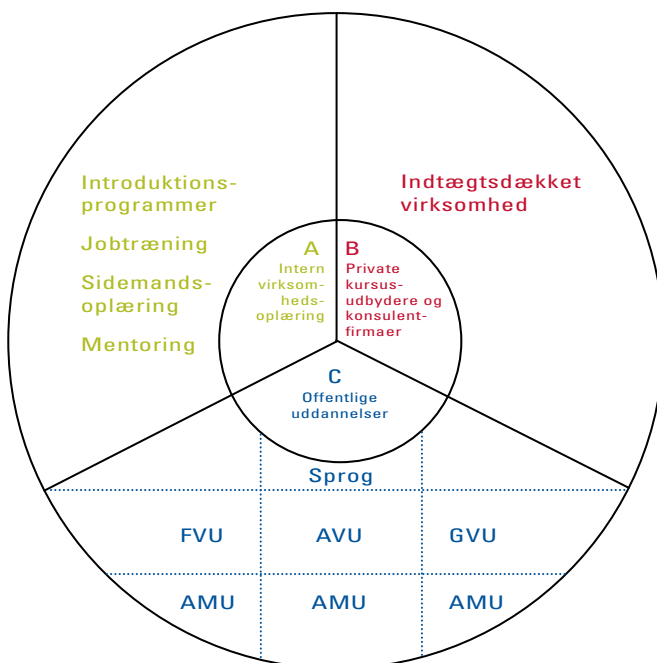 Introduktions-
programmer
Jobtræning
Sidemands-
oplæring
Mentoring
A
Intern
virksom-
heds-
oplæring
B
Private
kursus-
udbydere og
konsulent-
firmaer
Indtægtsdækket
virksomhed
C
Offentlige
uddannelser
Sprog
FVU AVU GVU
AMU AMU AMU